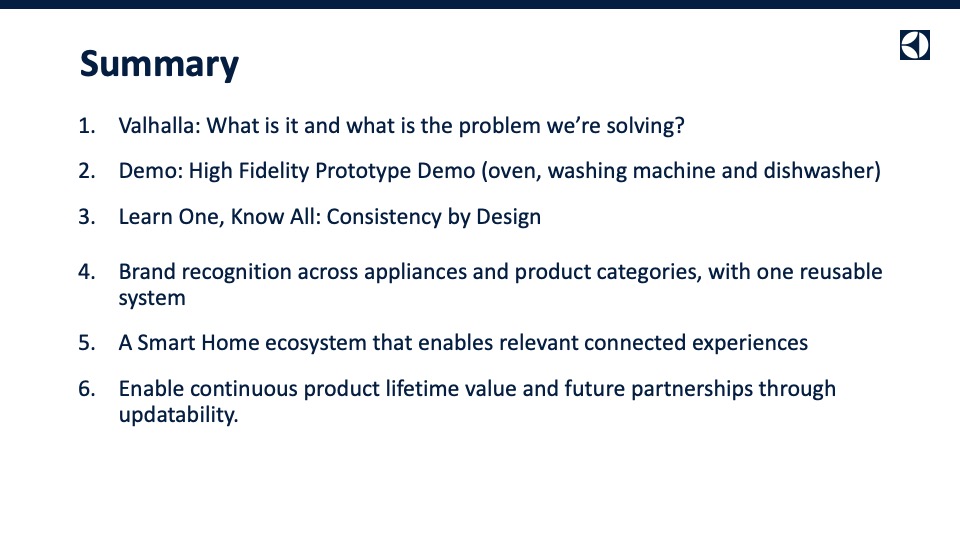 Summary
1. Valhalla: What is it and what is the problem we’re solving?
2. Demo: High Fidelity Prototype Demo (oven, washing machine and dishwasher)
3. Learn One, Know All: Consistency by Design
4. Brand recognition across appliances and product categories, with one reusable
system
5. A Smart Home ecosystem that enables relevant connected experiences
6. Enable continuous product lifetime value and future partnerships through
updatability.